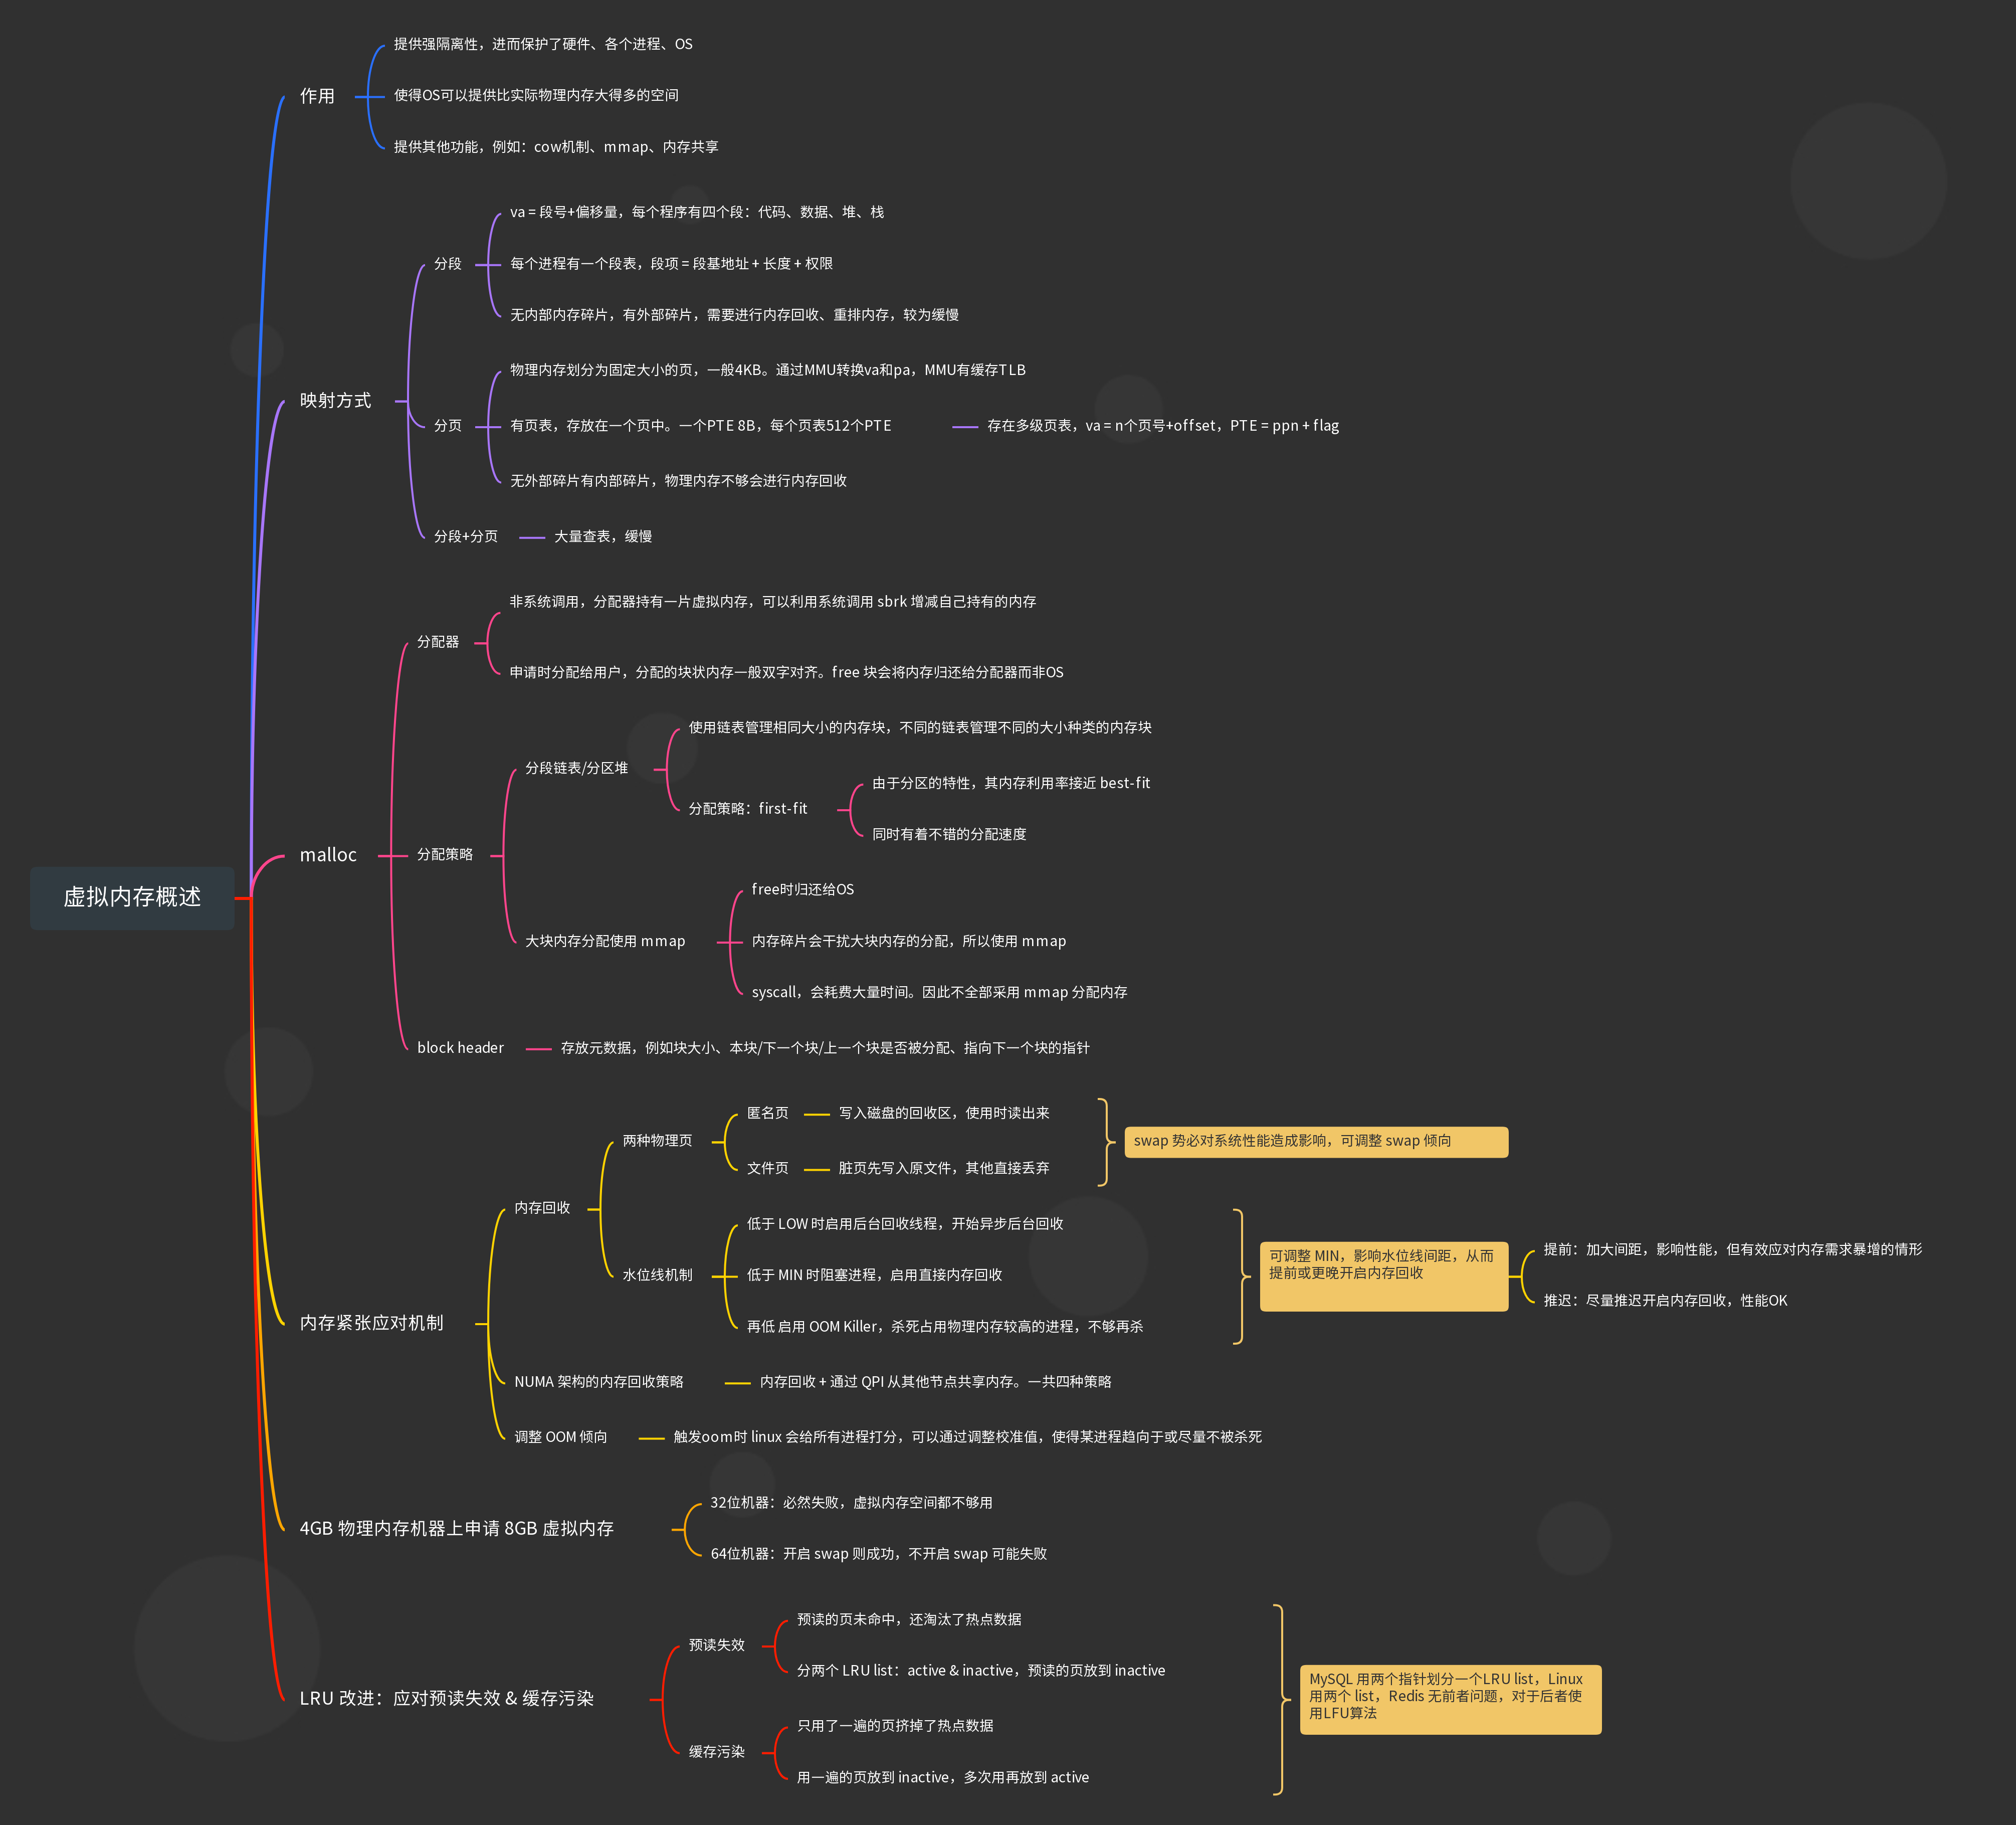 虚拟内存概述
作用
提供强隔离性，进而保护了硬件、各个进程、OS
使得OS可以提供比实际物理内存大得多的空间
提供其他功能，例如：cow机制、mmap、内存共享
映射方式
分段
va = 段号+偏移量，每个程序有四个段：代码、数据、堆、栈
每个进程有一个段表，段项 = 段基地址 + 长度 + 权限
无内部内存碎片，有外部碎片，需要进行内存回收、重排内存，较为缓慢
分页
物理内存划分为固定大小的页，一般4KB。通过MMU转换va和pa，MMU有缓存TLB
有页表，存放在一个页中。一个PTE 8B，每个页表512个PTE
存在多级页表，va = n个页号+offset，PTE = ppn + flag
无外部碎片有内部碎片，物理内存不够会进行内存回收
分段+分页
大量查表，缓慢
malloc
分配器
非系统调用，分配器持有一片虚拟内存，可以利用系统调用 sbrk 增减自己持有的内存
申请时分配给用户，分配的块状内存一般双字对齐。free 块会将内存归还给分配器而非OS
分配策略
分段链表/分区堆
使用链表管理相同大小的内存块，不同的链表管理不同的大小种类的内存块
分配策略：first-fit
由于分区的特性，其内存利用率接近 best-fit
同时有着不错的分配速度
大块内存分配使用 mmap
free时归还给OS
内存碎片会干扰大块内存的分配，所以使用 mmap
syscall，会耗费大量时间。因此不全部采用 mmap 分配内存
block header
存放元数据，例如块大小、本块/下一个块/上一个块是否被分配、指向下一个块的指针
内存紧张应对机制
内存回收
两种物理页
匿名页
写入磁盘的回收区，使用时读出来
文件页
脏页先写入原文件，其他直接丢弃
swap 势必对系统性能造成影响，可调整 swap 倾向
水位线机制
低于 LOW 时启用后台回收线程，开始异步后台回收
低于 MIN 时阻塞进程，启用直接内存回收
再低 启用 OOM Killer，杀死占用物理内存较高的进程，不够再杀
可调整 MIN，影响水位线间距，从而
提前或更晚开启内存回收
提前：加大间距，影响性能，但有效应对内存需求暴增的情形
推迟：尽量推迟开启内存回收，性能OK
NUMA 架构的内存回收策略
内存回收 + 通过 QPI 从其他节点共享内存。一共四种策略
调整 OOM 倾向
触发oom时 linux 会给所有进程打分，可以通过调整校准值，使得某进程趋向于或尽量不被杀死
4GB 物理内存机器上申请 8GB 虚拟内存
32位机器：必然失败，虚拟内存空间都不够用
64位机器：开启 swap 则成功，不开启 swap 可能失败
LRU 改进：应对预读失效 & 缓存污染
预读失效
预读的页未命中，还淘汰了热点数据
分两个 LRU list：active & inactive，预读的页放到 inactive
缓存污染
只用了一遍的页挤掉了热点数据
用一遍的页放到 inactive，多次用再放到 active
MySQL 用两个指针划分一个LRU list，Linux
用两个 list，Redis 无前者问题，对于后者使
用LFU算法